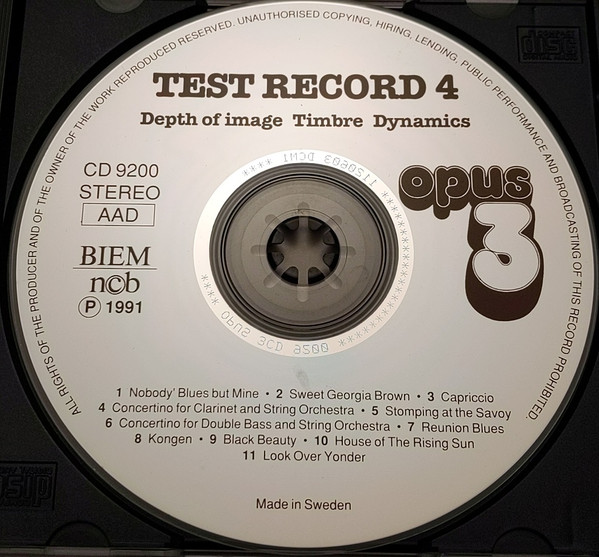 ALL RIGHTS OF THE PRODUCER AND OF THE OWNER OF THE WORK REPRODUCED RESERVED. UNAUTHORISED COPYING, HIRING, LENDING, PUBLIC PERFORMANCE AND BROADCASTING OF THIS RECORD PROHIBITED.
TEST RECORD 4
Depth of image Timbre Dynamics
CD 9200
STEREO
AAD
BIEM
ncb
Ⓟ 1991
opus
3
1 Nobody' Blues but Mine • 2 Sweet Georgia Brown • 3 Capriccio
4 Concertino for Clarinet and String Orchestra • 5 Stomping at the Savoy
6 Concertino for Double Bass and String Orchestra • 7 Reunion Blues
8 Kongen • 9 Black Beauty • 10 House of The Rising Sun
11 Look Over Yonder
Made in Sweden